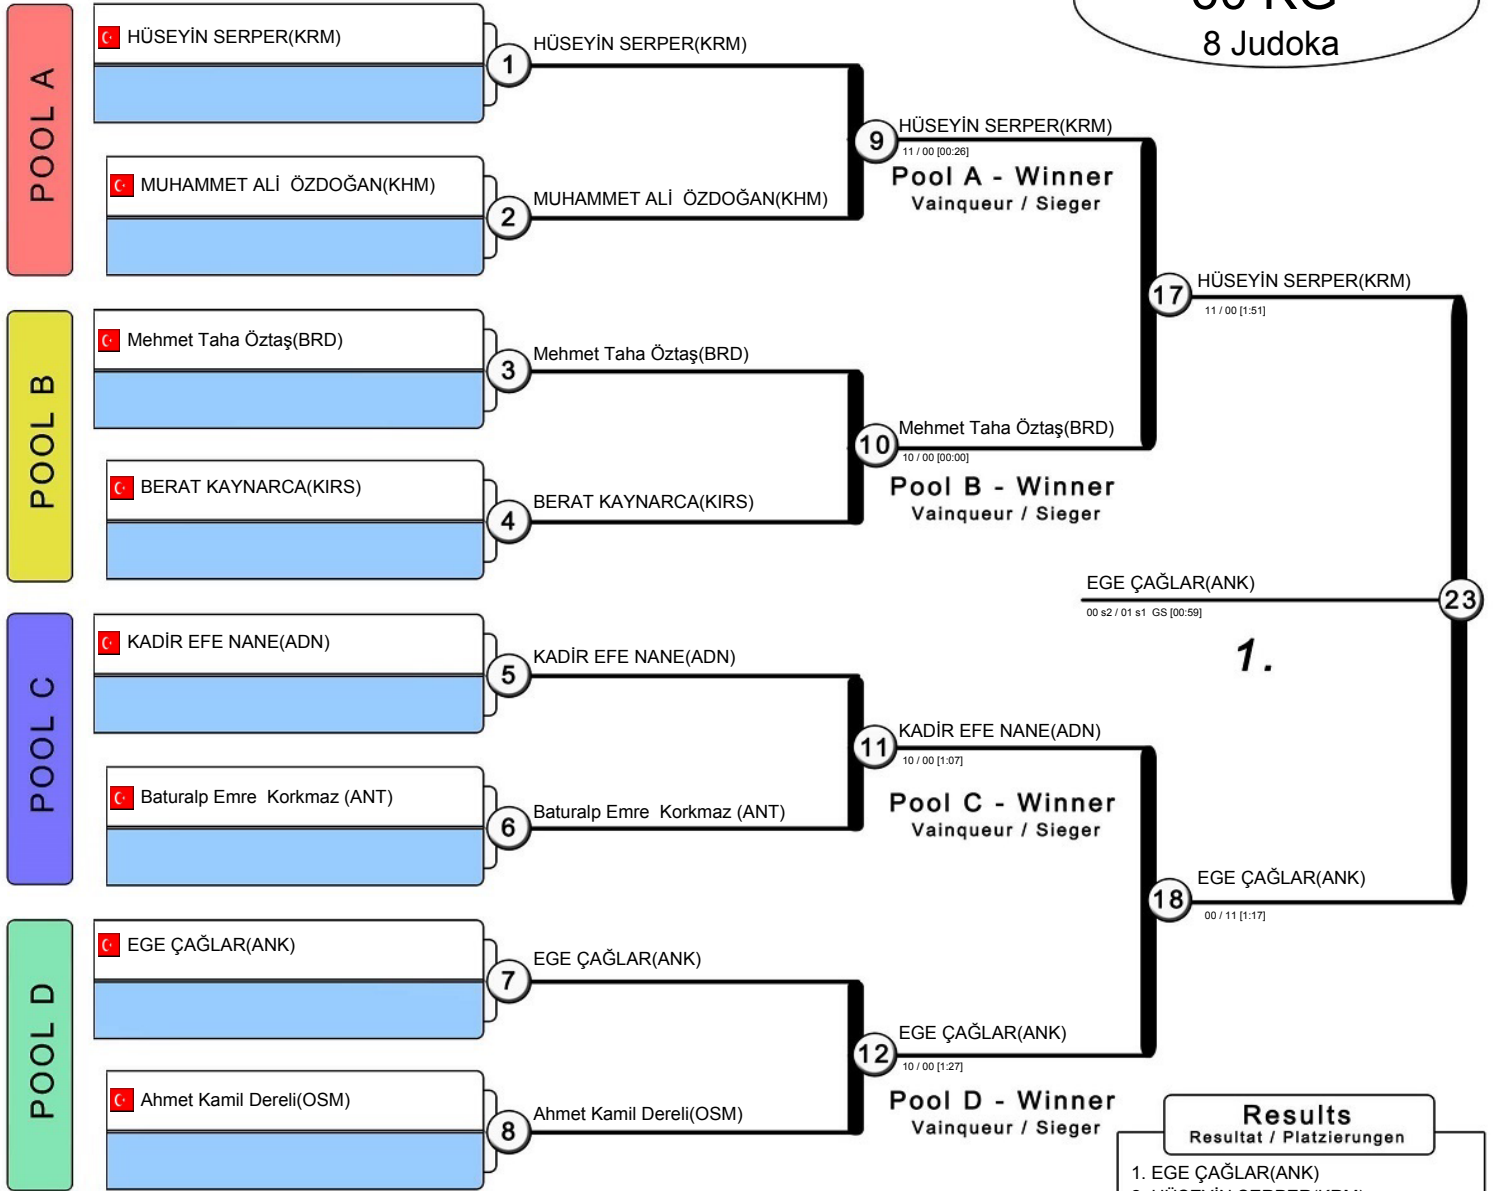 KG
8 Judoka
POOL A
HÜSEYİN SERPER(KRM)
1
HÜSEYİN SERPER(KRM)
MUHAMMET ALİ ÖZDOĞAN(KHM)
2
MUHAMMET ALİ ÖZDOĞAN(KHM)
9
HÜSEYİN SERPER(KRM)
11 / 00 [00:26]
Pool A - Winner
Vainqueur / Sieger
POOL B
Mehmet Taha Öztaş(BRD)
3
Mehmet Taha Öztaş(BRD)
BERAT KAYNARCA(KIRS)
4
BERAT KAYNARCA(KIRS)
10
Mehmet Taha Öztaş(BRD)
10 / 00 [00:00]
Pool B - Winner
Vainqueur / Sieger
17
HÜSEYİN SERPER(KRM)
11 / 00 [1:51]
POOL C
KADİR EFE NANE(ADN)
5
KADİR EFE NANE(ADN)
Baturalp Emre Korkmaz (ANT)
6
Baturalp Emre Korkmaz (ANT)
11
KADİR EFE NANE(ADN)
10 / 00 [1:07]
Pool C - Winner
Vainqueur / Sieger
POOL D
EGE ÇAĞLAR(ANK)
7
EGE ÇAĞLAR(ANK)
Ahmet Kamil Dereli(OSM)
8
Ahmet Kamil Dereli(OSM)
12
EGE ÇAĞLAR(ANK)
10 / 00 [1:27]
Pool D - Winner
Vainqueur / Sieger
18
EGE ÇAĞLAR(ANK)
00 / 11 [1:17]
EGE ÇAĞLAR(ANK)
23
00 s2 / 01 s1 GS [00:59]
1.
Results
Resultat / Platzierungen
1. EGE ÇAĞLAR(ANK)